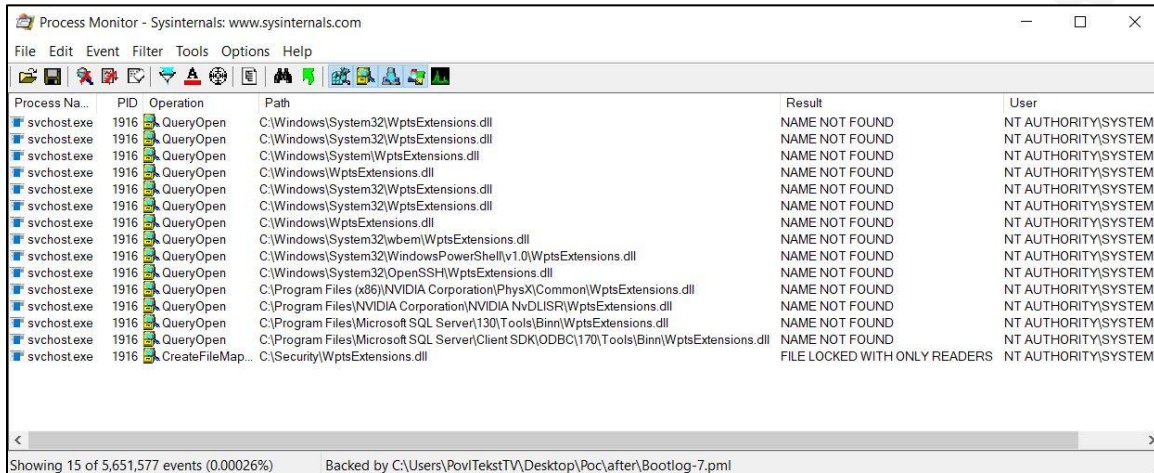 Process Monitor - Sysinternals: www.sysinternals.com
File Edit Event Filter Tools Options Help
Process Na... PID Operation Path Result User
svchost.exe 1916 QueryOpen C:\Windows\System32\WptsExtensions.dll NAME NOT FOUND NT AUTHORITY\SYSTEM
svchost.exe 1916 QueryOpen C:\Windows\System32\WptsExtensions.dll NAME NOT FOUND NT AUTHORITY\SYSTEM
svchost.exe 1916 QueryOpen C:\Windows\System\WptsExtensions.dll NAME NOT FOUND NT AUTHORITY\SYSTEM
svchost.exe 1916 QueryOpen C:\Windows\WptsExtensions.dll NAME NOT FOUND NT AUTHORITY\SYSTEM
svchost.exe 1916 QueryOpen C:\Windows\System32\WptsExtensions.dll NAME NOT FOUND NT AUTHORITY\SYSTEM
svchost.exe 1916 QueryOpen C:\Windows\System32\WptsExtensions.dll NAME NOT FOUND NT AUTHORITY\SYSTEM
svchost.exe 1916 QueryOpen C:\Windows\WptsExtensions.dll NAME NOT FOUND NT AUTHORITY\SYSTEM
svchost.exe 1916 QueryOpen C:\Windows\System32\wbem\WptsExtensions.dll NAME NOT FOUND NT AUTHORITY\SYSTEM
svchost.exe 1916 QueryOpen C:\Windows\System32\WindowsPowerShell\v1.0\WptsExtensions.dll NAME NOT FOUND NT AUTHORITY\SYSTEM
svchost.exe 1916 QueryOpen C:\Windows\System32\OpenSSH\WptsExtensions.dll NAME NOT FOUND NT AUTHORITY\SYSTEM
svchost.exe 1916 QueryOpen C:\Program Files (x86)\NVIDIA Corporation\PhysX\Common\WptsExtensions.dll NAME NOT FOUND NT AUTHORITY\SYSTEM
svchost.exe 1916 QueryOpen C:\Program Files\NVIDIA Corporation\NVIDIA NvDLISR\WptsExtensions.dll NAME NOT FOUND NT AUTHORITY\SYSTEM
svchost.exe 1916 QueryOpen C:\Program Files\Microsoft SQL Server\130\Tools\Binn\WptsExtensions.dll NAME NOT FOUND NT AUTHORITY\SYSTEM
svchost.exe 1916 QueryOpen C:\Program Files\Microsoft SQL Server\Client SDK\ODBC\170\Tools\Binn\WptsExtensions.dll NAME NOT FOUND NT AUTHORITY\SYSTEM
svchost.exe 1916 CreateFileMap... C:\Security\WptsExtensions.dll FILE LOCKED WITH ONLY READERS NT AUTHORITY\SYSTEM
Showing 15 of 5,651,577 events (0.00026%) Backed by C:\Users\PovlTekstTV\Desktop\Poc\after\Bootlog-7.pml